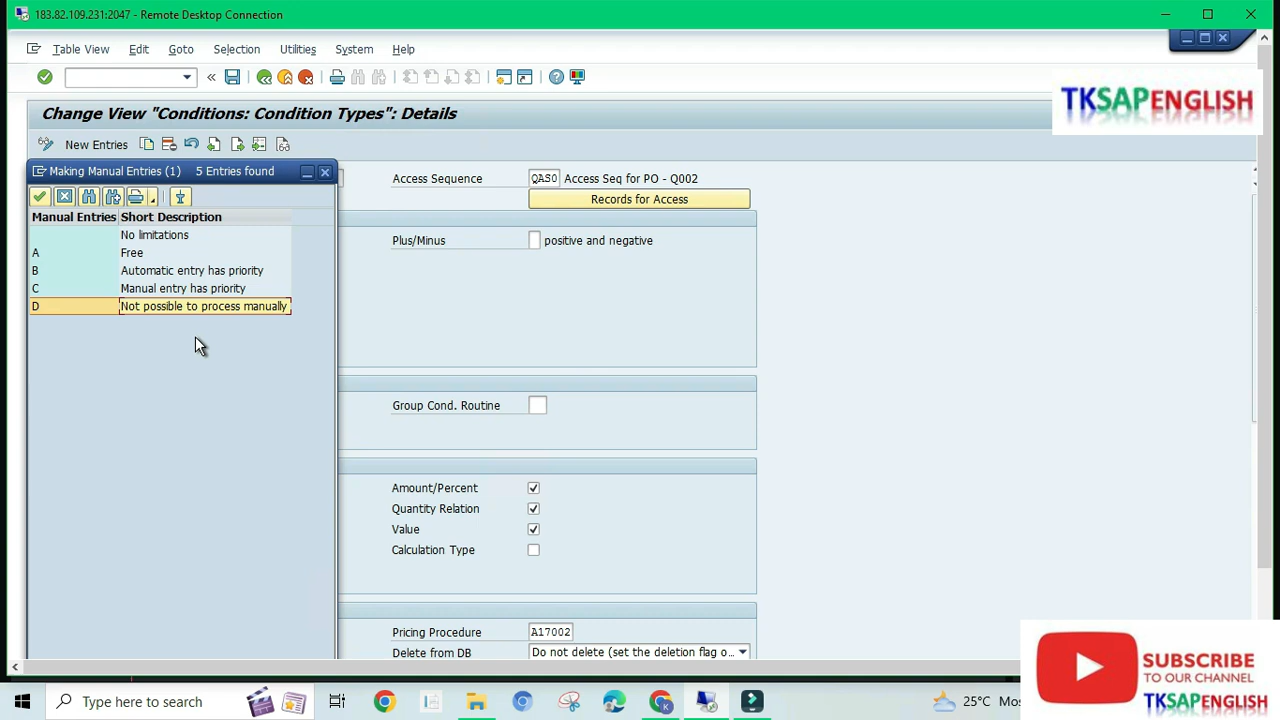 183.82.109.231:2047 - Remote Desktop Connection
Table View Edit Goto Selection Utilities System Help
Change View "Conditions: Condition Types": Details
TKSAPENGLISH
New Entries
Making Manual Entries (1) 5 Entries found
Manual Entries Short Description
No limitations
A Free
B Automatic entry has priority
C Manual entry has priority
D Not possible to process manually
Access Sequence QAS0 Access Seq for PO - Q002
Records for Access
Plus/Minus positive and negative
Group Cond. Routine
Amount/Percent
Quantity Relation
Value
Calculation Type
Pricing Procedure A17002
Delete from DB Do not delete (set the deletion flag o...
SUBSCRIBE
TO OUR CHANNEL
TKSAPENGLISH
Type here to search
25°C Mos